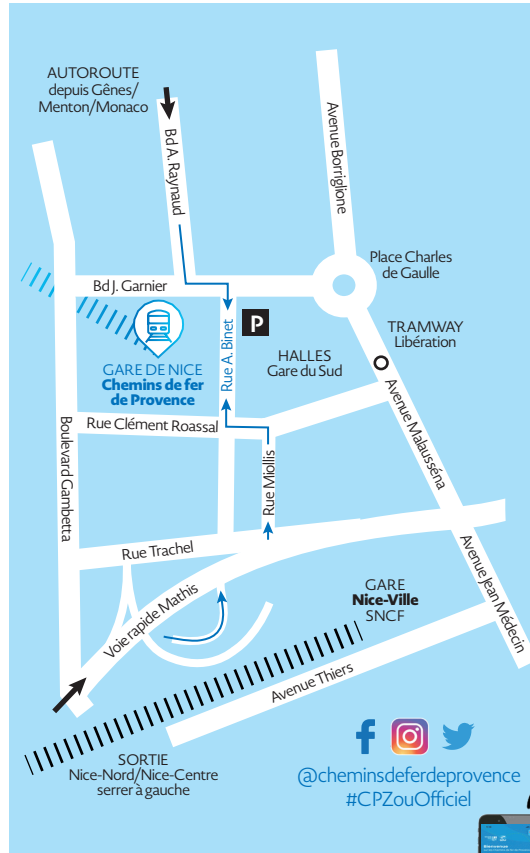 AUTOROUTE
depuis Gênes/
Menton/Monaco
Bd A. Raynaud
Avenue Borriglione
Place Charles
de Gaulle
Bd J. Garnier
P
TRAMWAY
Libération
HALLES
Gare du Sud
Rue A. Binet
GARE DE NICE
Chemins de fer
de Provence
Avenue Malausséna
Rue Clément Roassal
Boulevard Gambetta
Rue Miollis
Rue Trachel
Avenue Jean Médecin
Voie rapide Mathis
GARE
Nice-Ville
SNCF
Avenue Thiers
SORTIE
Nice-Nord/Nice-Centre
serrer à gauche
@cheminsdeferdeprovence
#CPZouOfficiel
Bienvenue